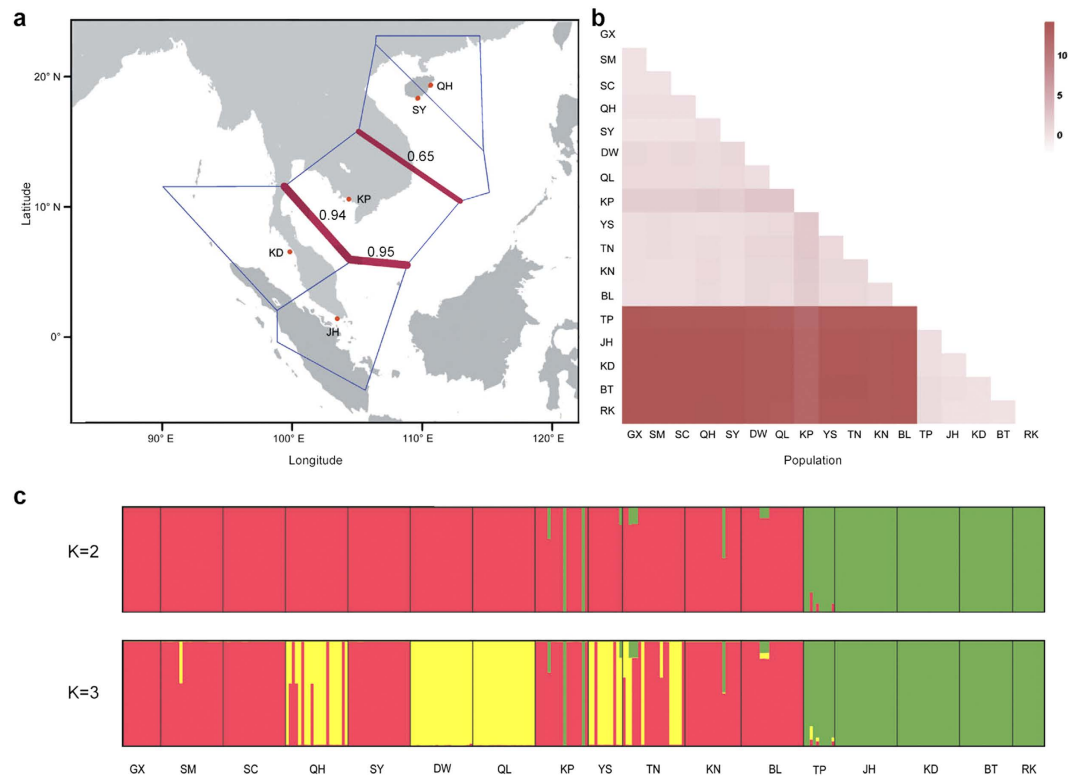 a
20° N
10° N
0°
Latitude
QH
SY
0.65
KP
0.94
0.95
KD
JH
90° E
100° E
110° E
120° E
Longitude
b
GX
SM
SC
QH
SY
DW
QL
KP
YS
TN
KN
BL
TP
JH
KD
BT
RK
GX SM SC QH SY DW QL KP YS TN KN BL TP JH KD BT RK
Population
10
5
0
c
K=2
K=3
GX SM SC QH SY DW QL KP YS TN KN BL TP JH KD BT RK